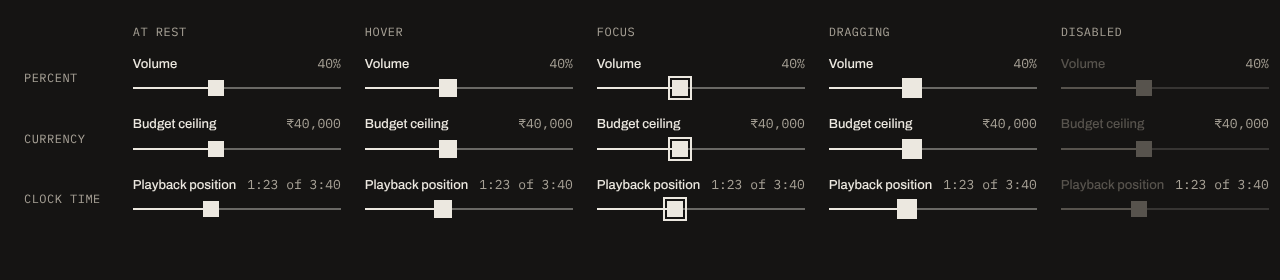 AT REST HOVER FOCUS DRAGGING DISABLED
PERCENT
Volume 40% Volume 40% Volume 40% Volume 40% Volume 40%
CURRENCY
Budget ceiling ₹40,000 Budget ceiling ₹40,000 Budget ceiling ₹40,000 Budget ceiling ₹40,000 Budget ceiling ₹40,000
CLOCK TIME
Playback position 1:23 of 3:40 Playback position 1:23 of 3:40 Playback position 1:23 of 3:40 Playback position 1:23 of 3:40 Playback position 1:23 of 3:40